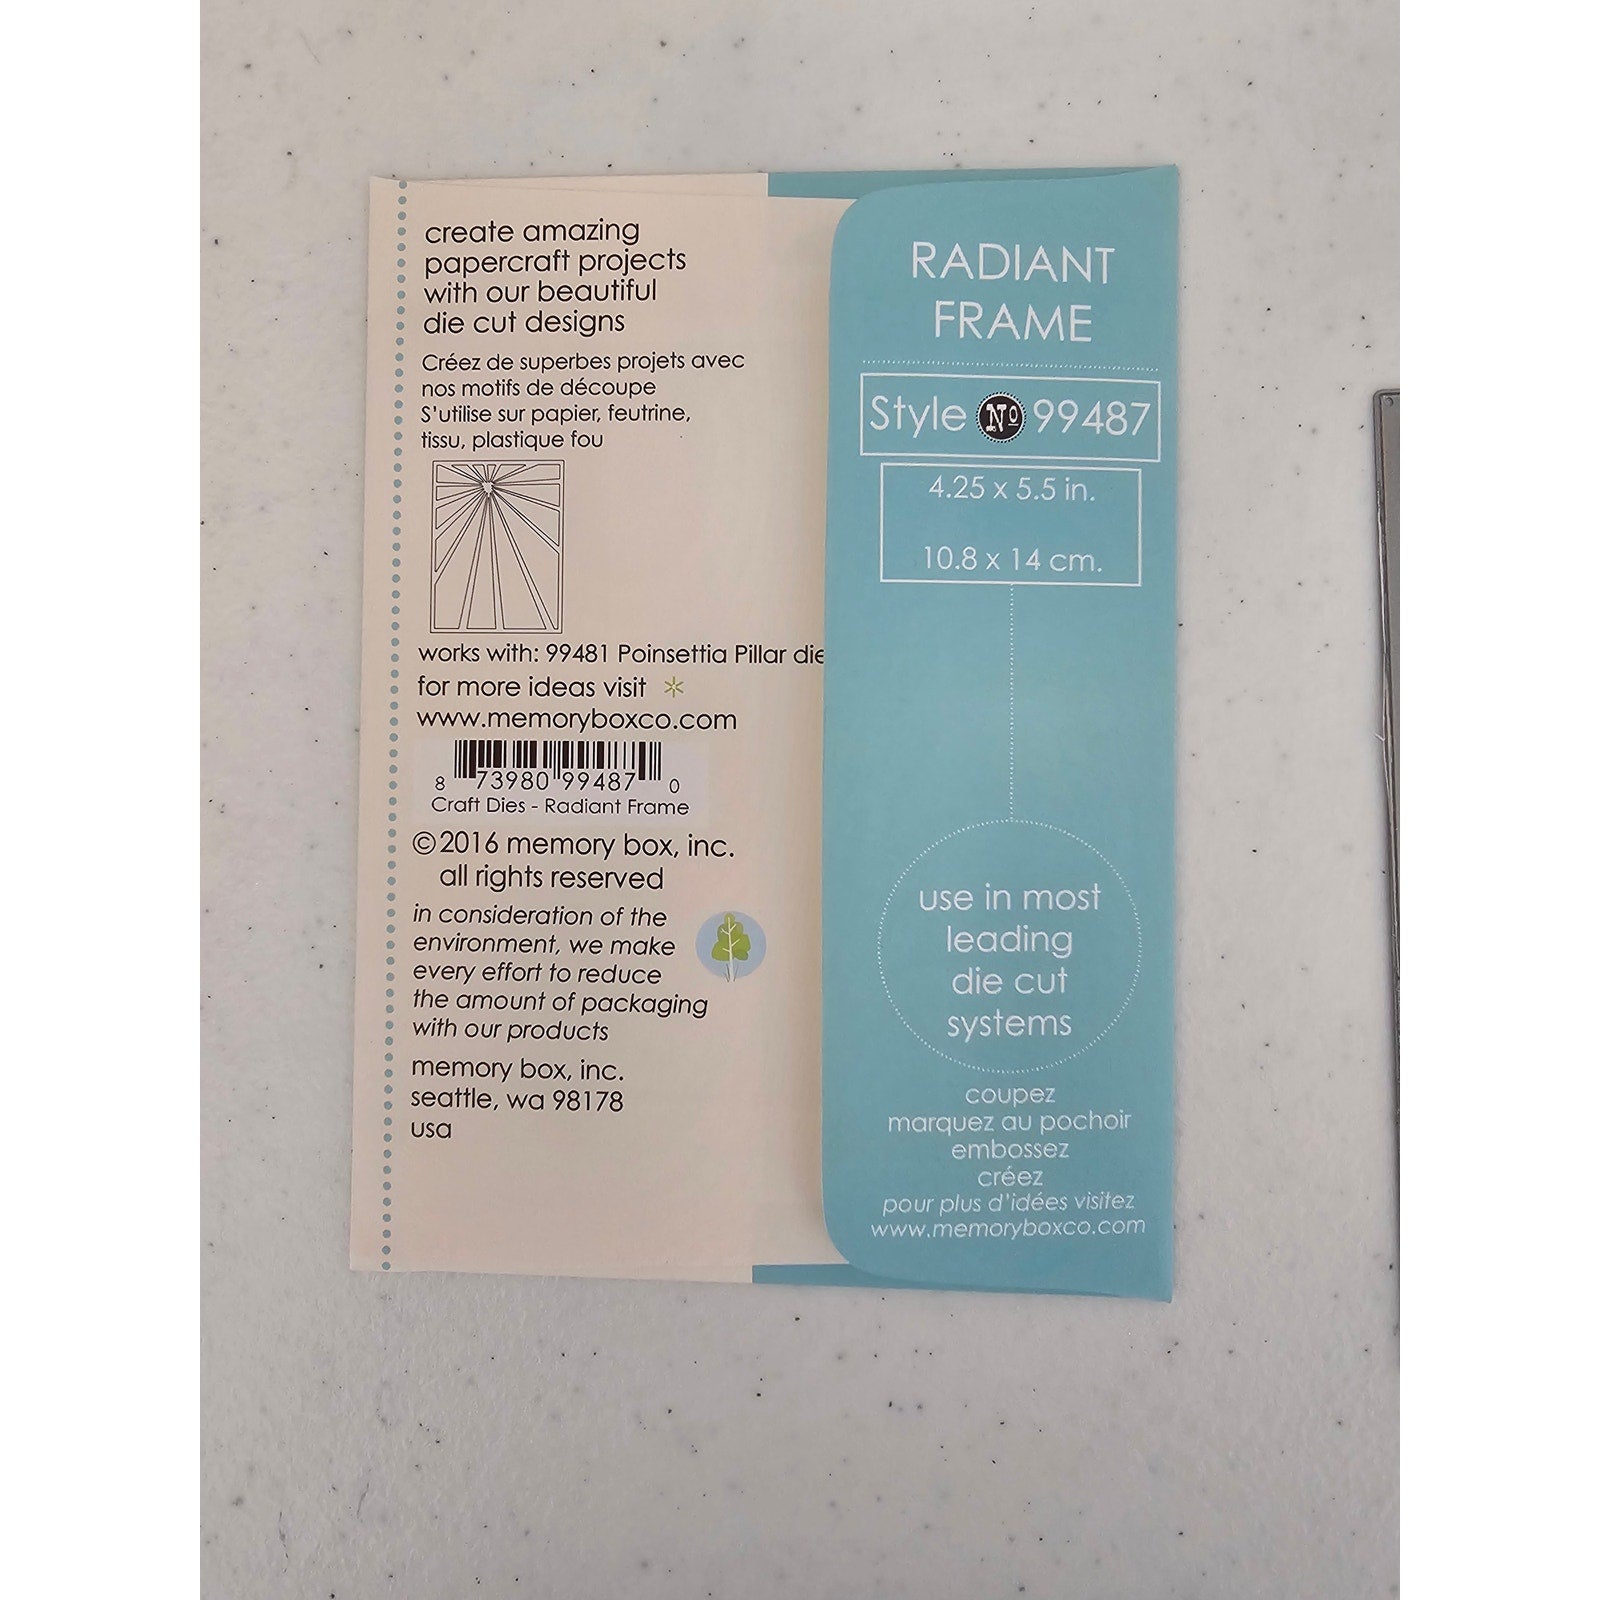 create amazing
papercraft projects
with our beautiful
die cut designs
Créez de superbes projets avec
nos motifs de découpe
S'utilise sur papier, feutrine,
tissu, plastique fou
works with: 99481 Poinsettia Pillar die
for more ideas visit
www.memoryboxco.com
8 73980 99487 0
Craft Dies - Radiant Frame
©2016 memory box, inc.
all rights reserved
in consideration of the
environment, we make
every effort to reduce
the amount of packaging
with our products
memory box, inc.
seattle, wa 98178
usa
RADIANT
FRAME
Style No 99487
4.25 x 5.5 in.
10.8 x 14 cm.
use in most
leading
die cut
systems
coupez
marquez au pochoir
embossez
créez
pour plus d'idées visitez
www.memoryboxco.com